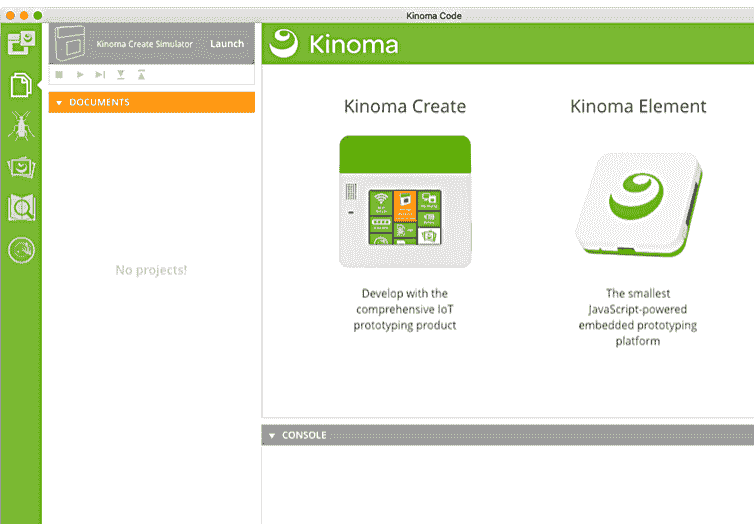 Kinoma Code
Kinoma Create Simulator
Launch
DOCUMENTS
No projects!
Kinoma
Kinoma Create
Develop with the
comprehensive IoT
prototyping product
Kinoma Element
The smallest
JavaScript-powered
embedded prototyping
platform
CONSOLE